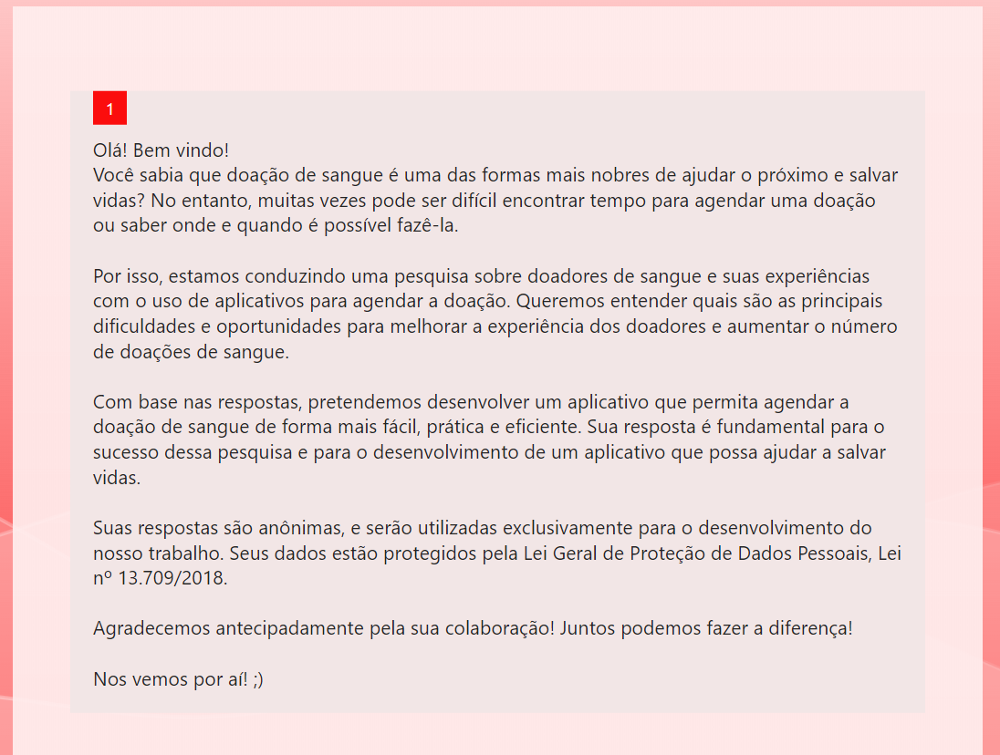 1
Olá! Bem vindo!
Você sabia que doação de sangue é uma das formas mais nobres de ajudar o próximo e salvar
vidas? No entanto, muitas vezes pode ser difícil encontrar tempo para agendar uma doação
ou saber onde e quando é possível fazê-la.
Por isso, estamos conduzindo uma pesquisa sobre doadores de sangue e suas experiências
com o uso de aplicativos para agendar a doação. Queremos entender quais são as principais
dificuldades e oportunidades para melhorar a experiência dos doadores e aumentar o número
de doações de sangue.
Com base nas respostas, pretendemos desenvolver um aplicativo que permita agendar a
doação de sangue de forma mais fácil, prática e eficiente. Sua resposta é fundamental para o
sucesso dessa pesquisa e para o desenvolvimento de um aplicativo que possa ajudar a salvar
vidas.
Suas respostas são anônimas, e serão utilizadas exclusivamente para o desenvolvimento do
nosso trabalho. Seus dados estão protegidos pela Lei Geral de Proteção de Dados Pessoais, Lei
nº 13.709/2018.
Agradecemos antecipadamente pela sua colaboração! Juntos podemos fazer a diferença!
Nos vemos por aí! ;)